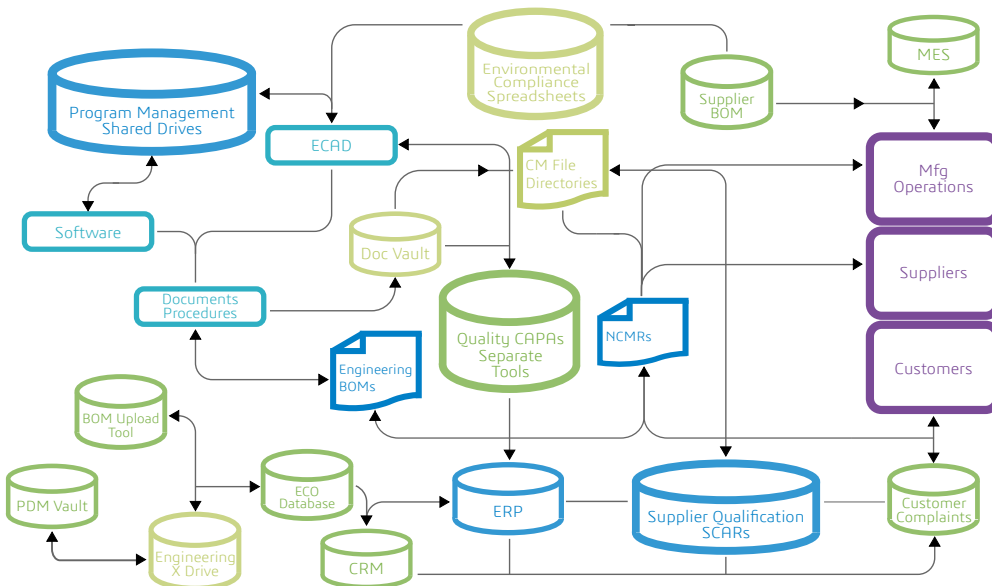 Environmental
Compliance
Spreadsheets
MES
Supplier
BOM
Program Management
Shared Drives
ECAD
CM File
Directories
Mfg
Operations
Software
Doc Vault
Suppliers
Documents
Procedures
Quality CAPAs
Separate
Tools
NCMRs
Engineering
BOMs
Customers
BOM Upload
Tool
PDM Vault
ECO
Database
ERP
Supplier Qualification
SCARs
Customer
Complaints
Engineering
X Drive
CRM